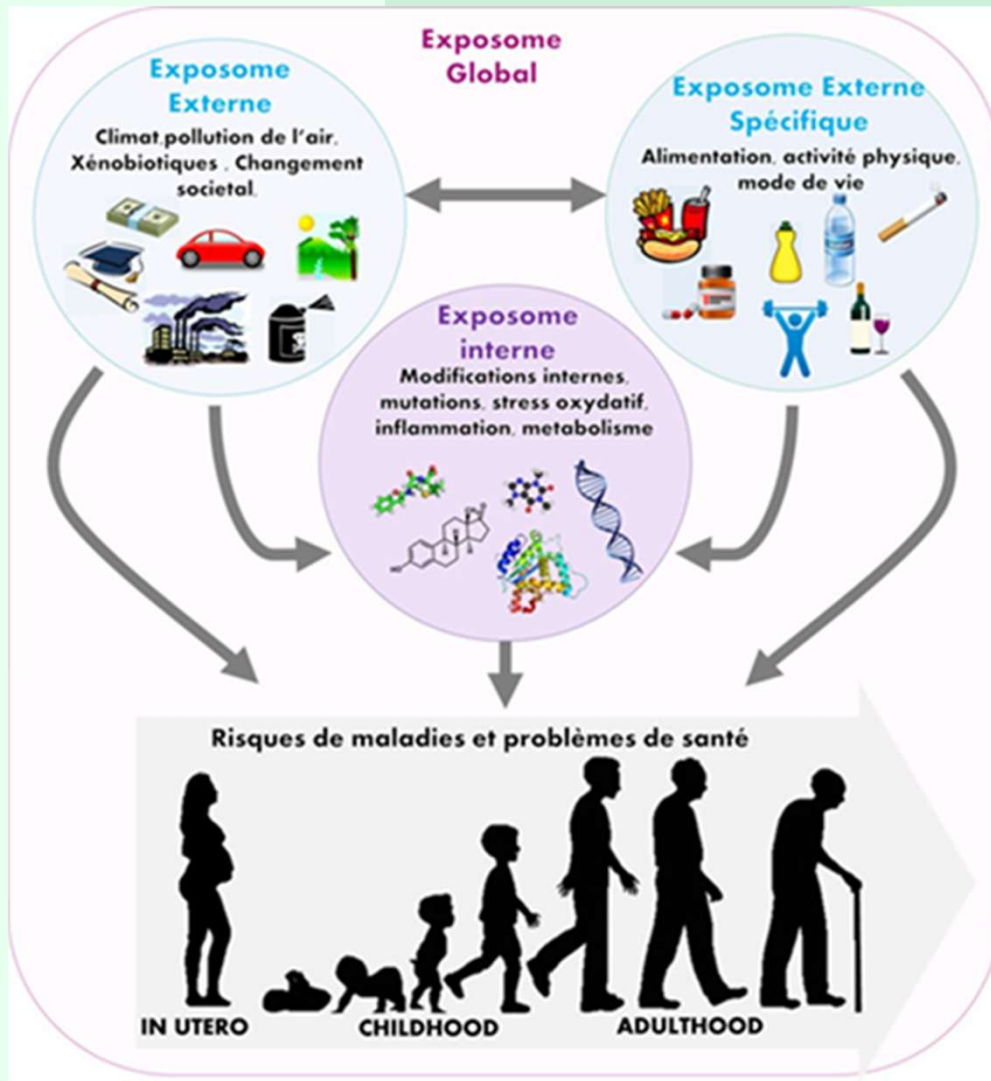 Exposome
Global
Exposome
Externe
Climat,pollution de l'air,
Xénobiotiques , Changement
societal,
Exposome Externe
Spécifique
Alimentation, activité physique,
mode de vie
Exposome
interne
Modifications internes,
mutations, stress oxydatif,
inflammation, metabolisme
HO
Risques de maladies et problèmes de santé
IN UTERO
CHILDHOOD
ADULTHOOD